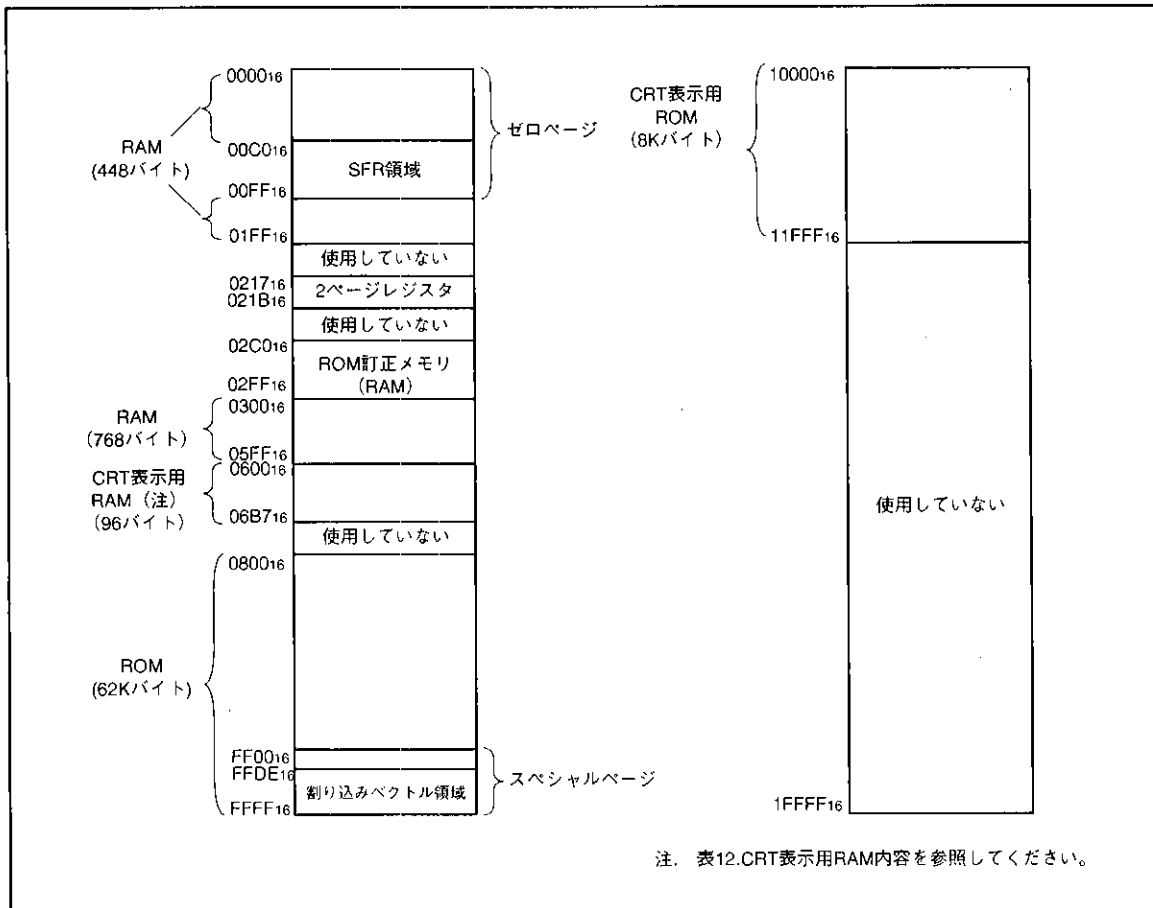 0000₁₆
RAM
(448バイト)
00C0₁₆
SFR領域
00FF₁₆
ゼロページ
01FF₁₆
使用していない
0217₁₆
2ページレジスタ
021B₁₆
使用していない
02C0₁₆
ROM訂正メモリ
(RAM)
02FF₁₆
0300₁₆
RAM
(768バイト)
05FF₁₆
0600₁₆
CRT表示用
RAM（注）
(96バイト)
06B7₁₆
使用していない
0800₁₆
ROM
(62Kバイト)
FF00₁₆
FFDE₁₆
スペシャルページ
割り込みベクトル領域
FFFF₁₆
10000₁₆
CRT表示用
ROM
(8Kバイト)
11FFF₁₆
使用していない
1FFFF₁₆
注. 表12.CRT表示用RAM内容を参照してください。